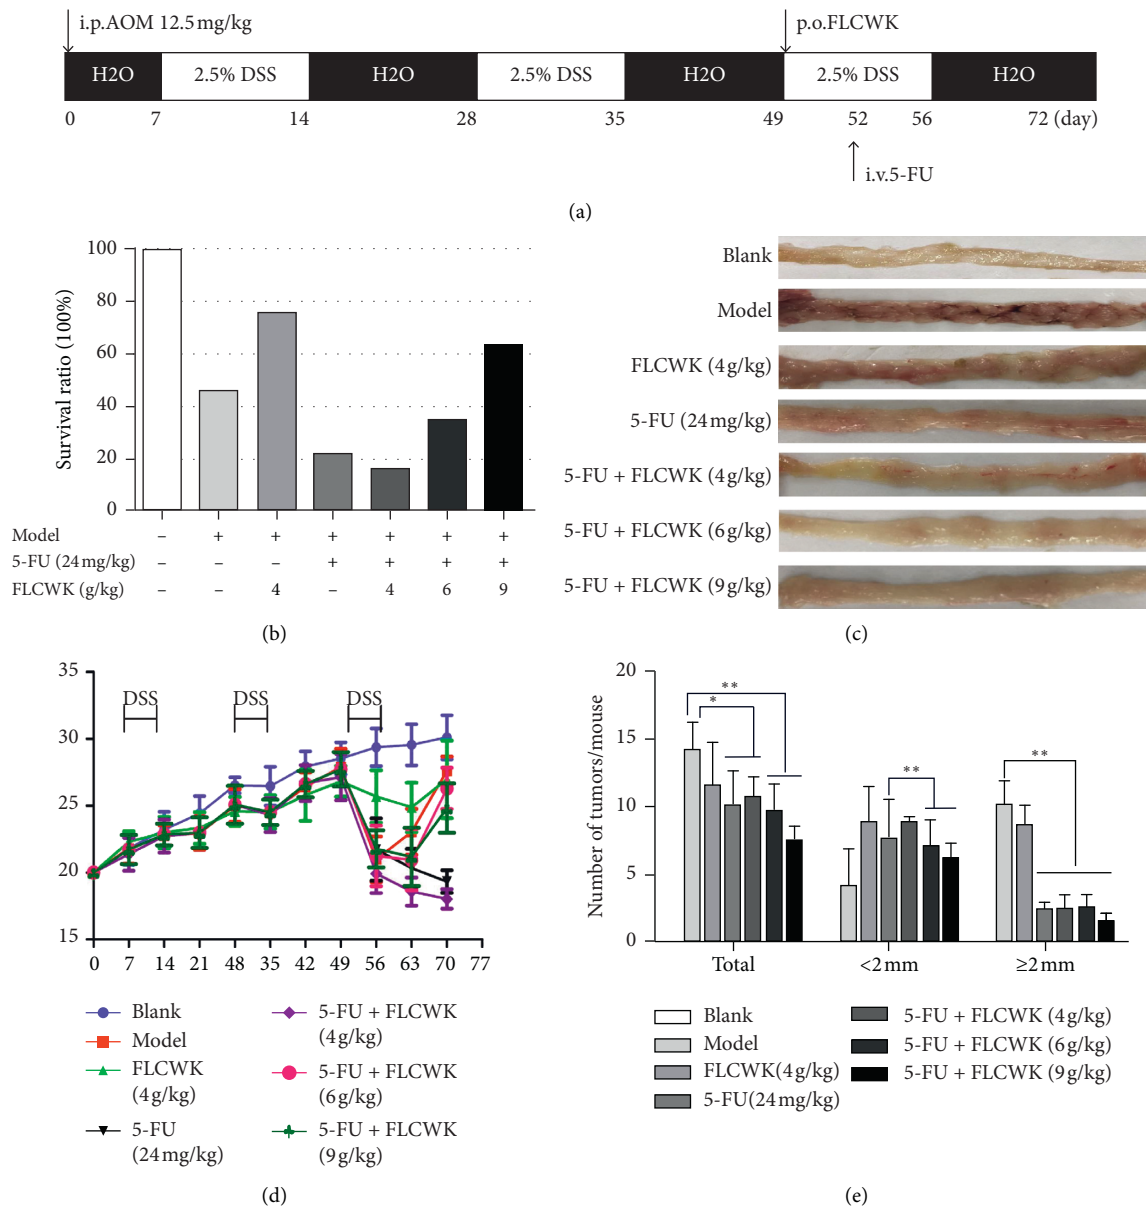 i.p.AOM 12.5 mg/kg
p.o.FLCWK
H2O
2.5% DSS
H2O
2.5% DSS
H2O
2.5% DSS
H2O
0
7
14
28
35
49
52
56
72 (day)
i.v.5-FU
(a)
Survival ratio (100%)
100
80
60
40
20
0
Model – + + + + + +
5-FU (24 mg/kg) – – – + + + +
FLCWK (g/kg) – – 4 – 4 6 9
(b)
Blank
Model
FLCWK (4 g/kg)
5-FU (24 mg/kg)
5-FU + FLCWK (4 g/kg)
5-FU + FLCWK (6 g/kg)
5-FU + FLCWK (9 g/kg)
(c)
35
30
25
20
15
DSS
DSS
DSS
0 7 14 21 48 35 42 49 56 63 70 77
Blank
Model
FLCWK
(4 g/kg)
5-FU
(24 mg/kg)
5-FU + FLCWK
(4 g/kg)
5-FU + FLCWK
(6 g/kg)
5-FU + FLCWK
(9 g/kg)
(d)
Number of tumors/mouse
20
15
10
5
0
**
*
**
**
Total
<2 mm
≥2 mm
Blank
Model
FLCWK(4 g/kg)
5-FU(24 mg/kg)
5-FU + FLCWK (4 g/kg)
5-FU + FLCWK (6 g/kg)
5-FU + FLCWK (9 g/kg)
(e)